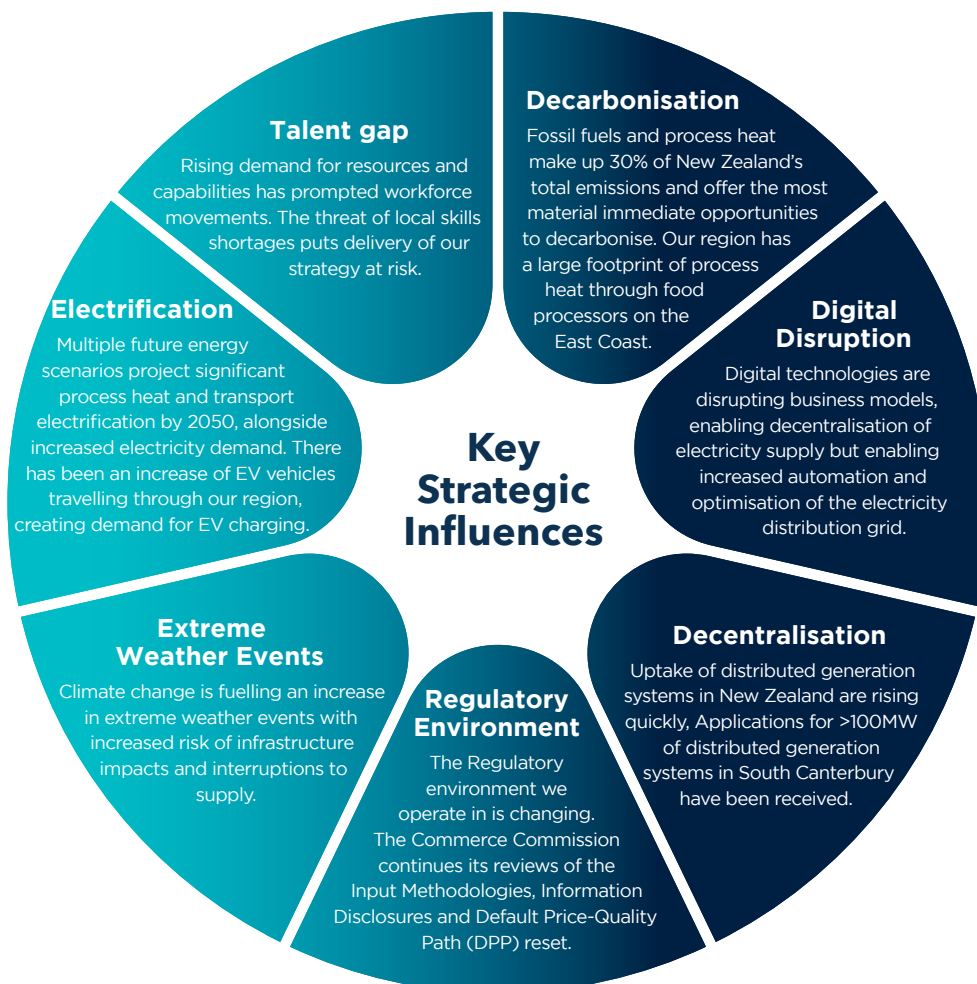 Key
Strategic
Influences
Decarbonisation
Fossil fuels and process heat
make up 30% of New Zealand's
total emissions and offer the most
material immediate opportunities
to decarbonise. Our region has
a large footprint of process
heat through food
processors on the
East Coast.
Digital
Disruption
Digital technologies are
disrupting business models,
enabling decentralisation of
electricity supply but enabling
increased automation and
optimisation of the electricity
distribution grid.
Decentralisation
Uptake of distributed generation
systems in New Zealand are rising
quickly, Applications for >100MW
of distributed generation
systems in South Canterbury
have been received.
Regulatory
Environment
The Regulatory
environment we
operate in is changing.
The Commerce Commission
continues its reviews of the
Input Methodologies, Information
Disclosures and Default Price-Quality
Path (DPP) reset.
Extreme
Weather Events
Climate change is fuelling an increase
in extreme weather events with
increased risk of infrastructure
impacts and interruptions to
supply.
Electrification
Multiple future energy
scenarios project significant
process heat and transport
electrification by 2050, alongside
increased electricity demand. There
has been an increase of EV vehicles
travelling through our region,
creating demand for EV charging.
Talent gap
Rising demand for resources and
capabilities has prompted workforce
movements. The threat of local skills
shortages puts delivery of our
strategy at risk.